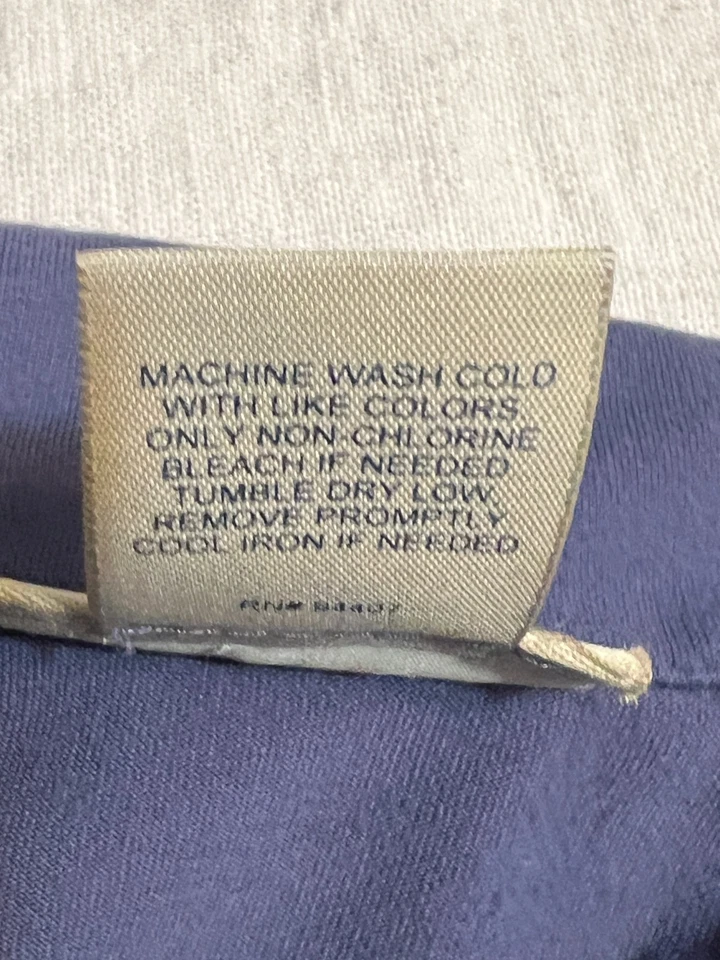 MACHINE WASH COLD
WITH LIKE COLORS
ONLY NON-CHLORINE
BLEACH IF NEEDED
TUMBLE DRY LOW,
REMOVE PROMPTLY
COOL IRON IF NEEDED
RN#